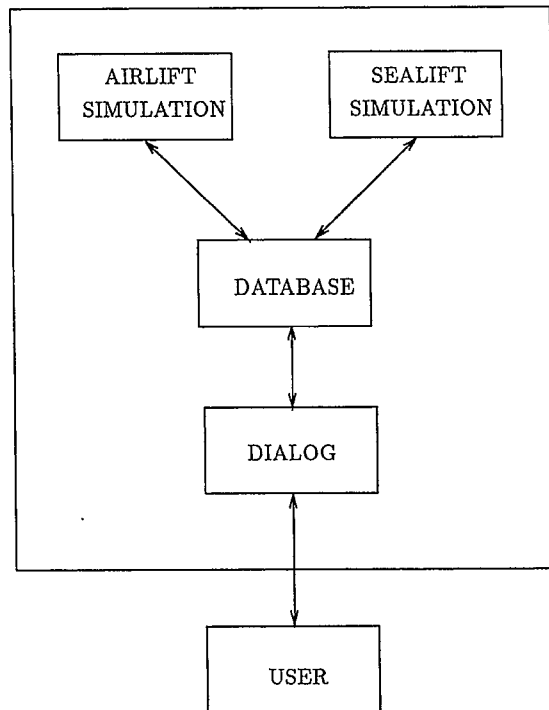 AIRLIFT
SIMULATION
SEALIFT
SIMULATION
DATABASE
DIALOG
USER